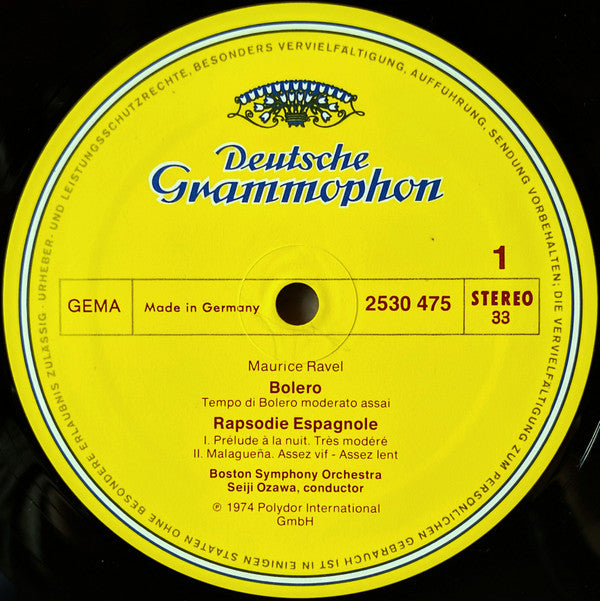 URHEBER- UND LEISTUNGSSCHUTZRECHTE, BESONDERS VERVIELFÄLTIGUNG, AUFFÜHRUNG, SENDUNG VORBEHALTEN; DIE VERVIELFÄLTIGUNG ZUM PERSÖNLICHEN GEBRAUCH IST IN EINIGEN STAATEN OHNE BESONDERE ERLAUBNIS ZULÄSSIG ·
Deutsche
Grammophon
1
GEMA Made in Germany 2530 475 STEREO
33
Maurice Ravel
Bolero
Tempo di Bolero moderato assai
Rapsodie Espagnole
I. Prélude à la nuit. Très modéré
II. Malagueña. Assez vif - Assez lent
Boston Symphony Orchestra
Seiji Ozawa, conductor
℗ 1974 Polydor International
GmbH